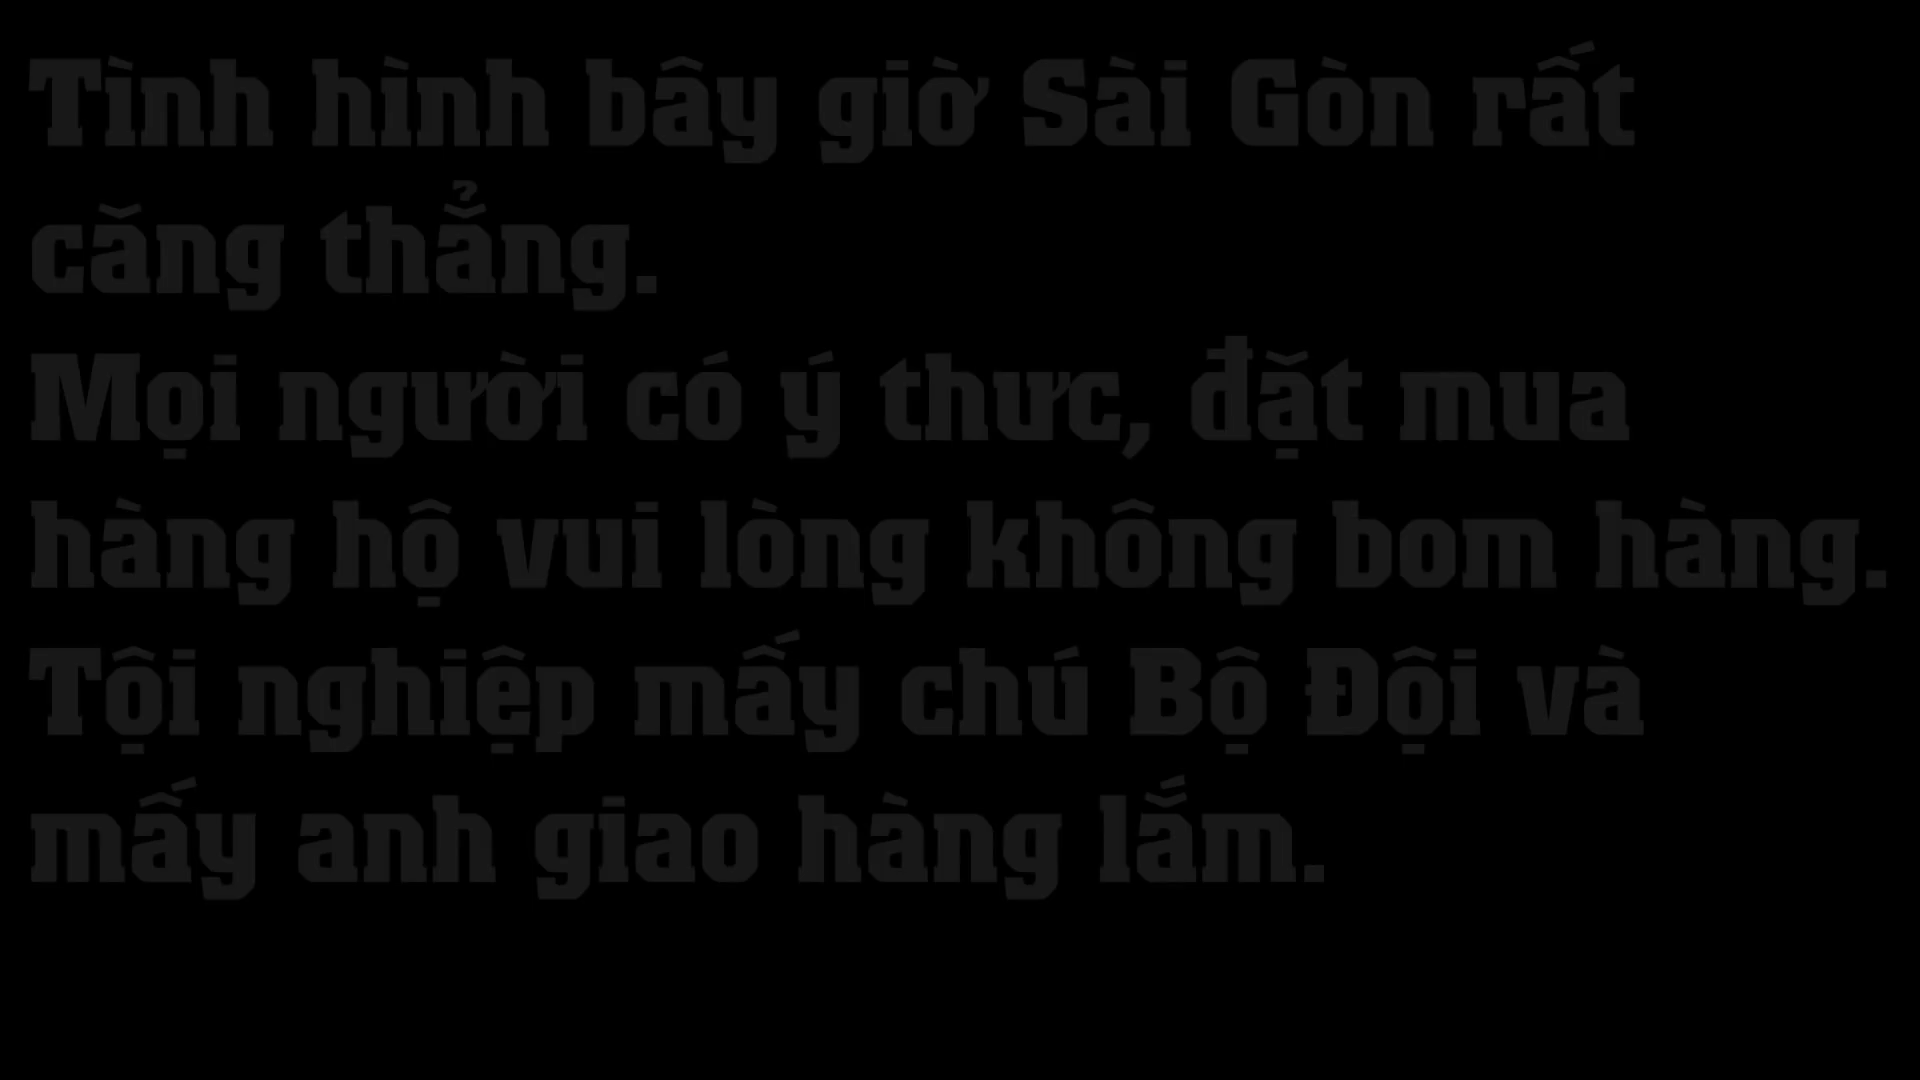 Tình hình bây giờ Sài Gòn rất
căng thẳng.
Mọi người có ý thưc, đặt mua
hàng hộ vui lòng không bom hàng.
Tội nghiệp mấy chú Bộ Đội và
mấy anh giao hàng lắm.